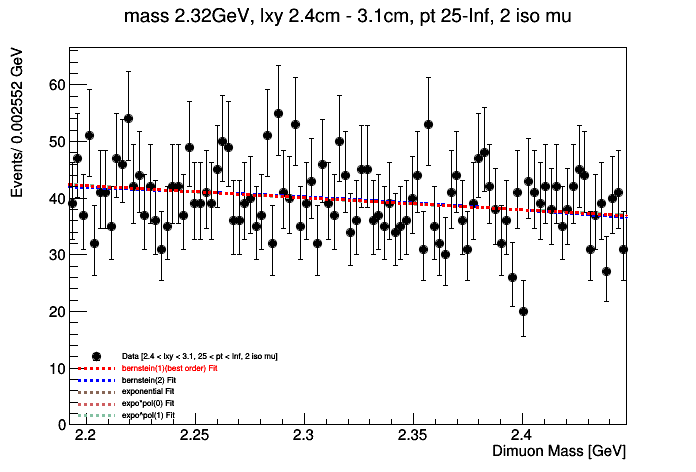 mass 2.32GeV, lxy 2.4cm - 3.1cm, pt 25-Inf, 2 iso mu
Events/ 0.002552 GeV
60
50
40
30
20
10
0
Data [2.4 < lxy < 3.1, 25 < pt < Inf, 2 iso mu]
bernstein(1)(best order) Fit
bernstein(2) Fit
exponential Fit
expo*pol(0) Fit
expo^pol(1) Fit
2.2 2.25 2.3 2.35 2.4
Dimuon Mass [GeV]